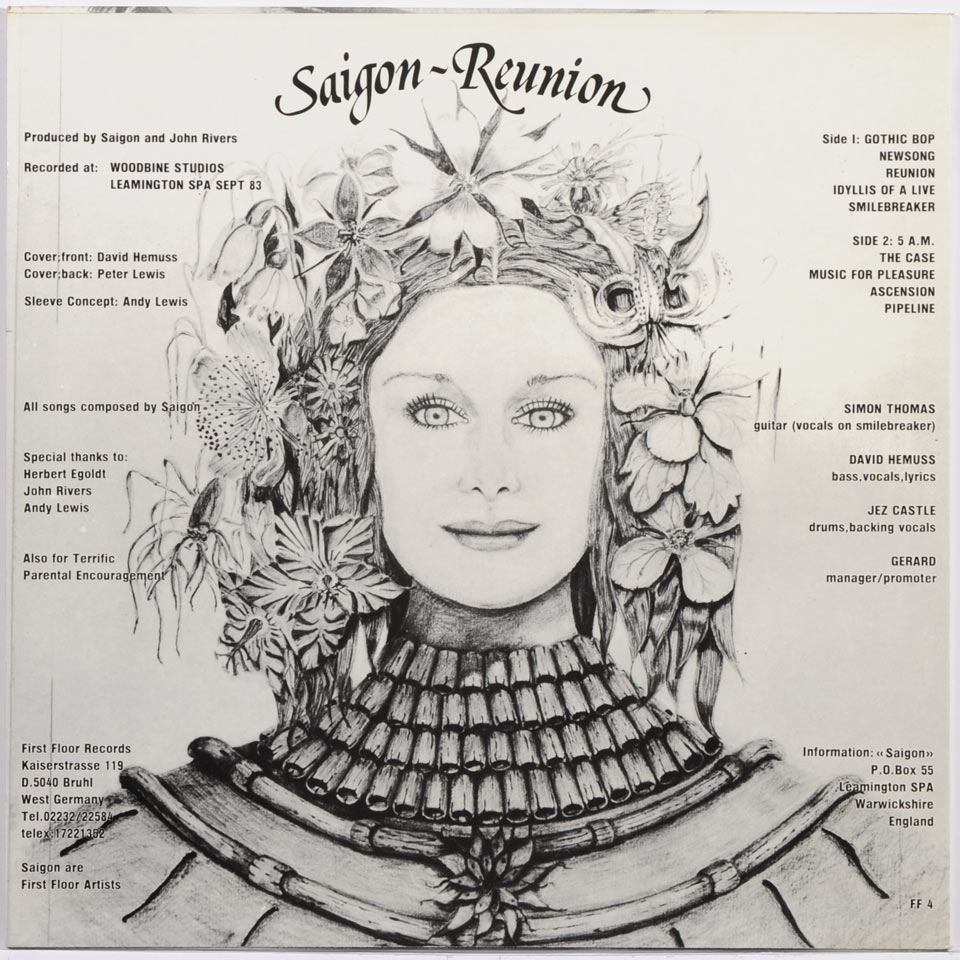 Saigon~Reunion
Produced by Saigon and John Rivers
Recorded at: WOODBINE STUDIOS
LEAMINGTON SPA SEPT 83
Cover;front: David Hemuss
Cover;back: Peter Lewis
Sleeve Concept: Andy Lewis
All songs composed by Saigon
Special thanks to:
Herbert Egoldt
John Rivers
Andy Lewis
Also for Terrific
Parental Encouragement
First Floor Records
Kaiserstrasse 119
D.5040 Bruhl
West Germany
Tel.02232/22584
telex:17221352
Saigon are
First Floor Artists
Side I: GOTHIC BOP
NEWSONG
REUNION
IDYLLIS OF A LIVE
SMILEBREAKER
SIDE 2: 5 A.M.
THE CASE
MUSIC FOR PLEASURE
ASCENSION
PIPELINE
SIMON THOMAS
guitar (vocals on smilebreaker)
DAVID HEMUSS
bass,vocals,lyrics
JEZ CASTLE
drums,backing vocals
GERARD
manager/promoter
Information: «Saigon»
P.O.Box 55
Leamington SPA
Warwickshire
England
FF 4